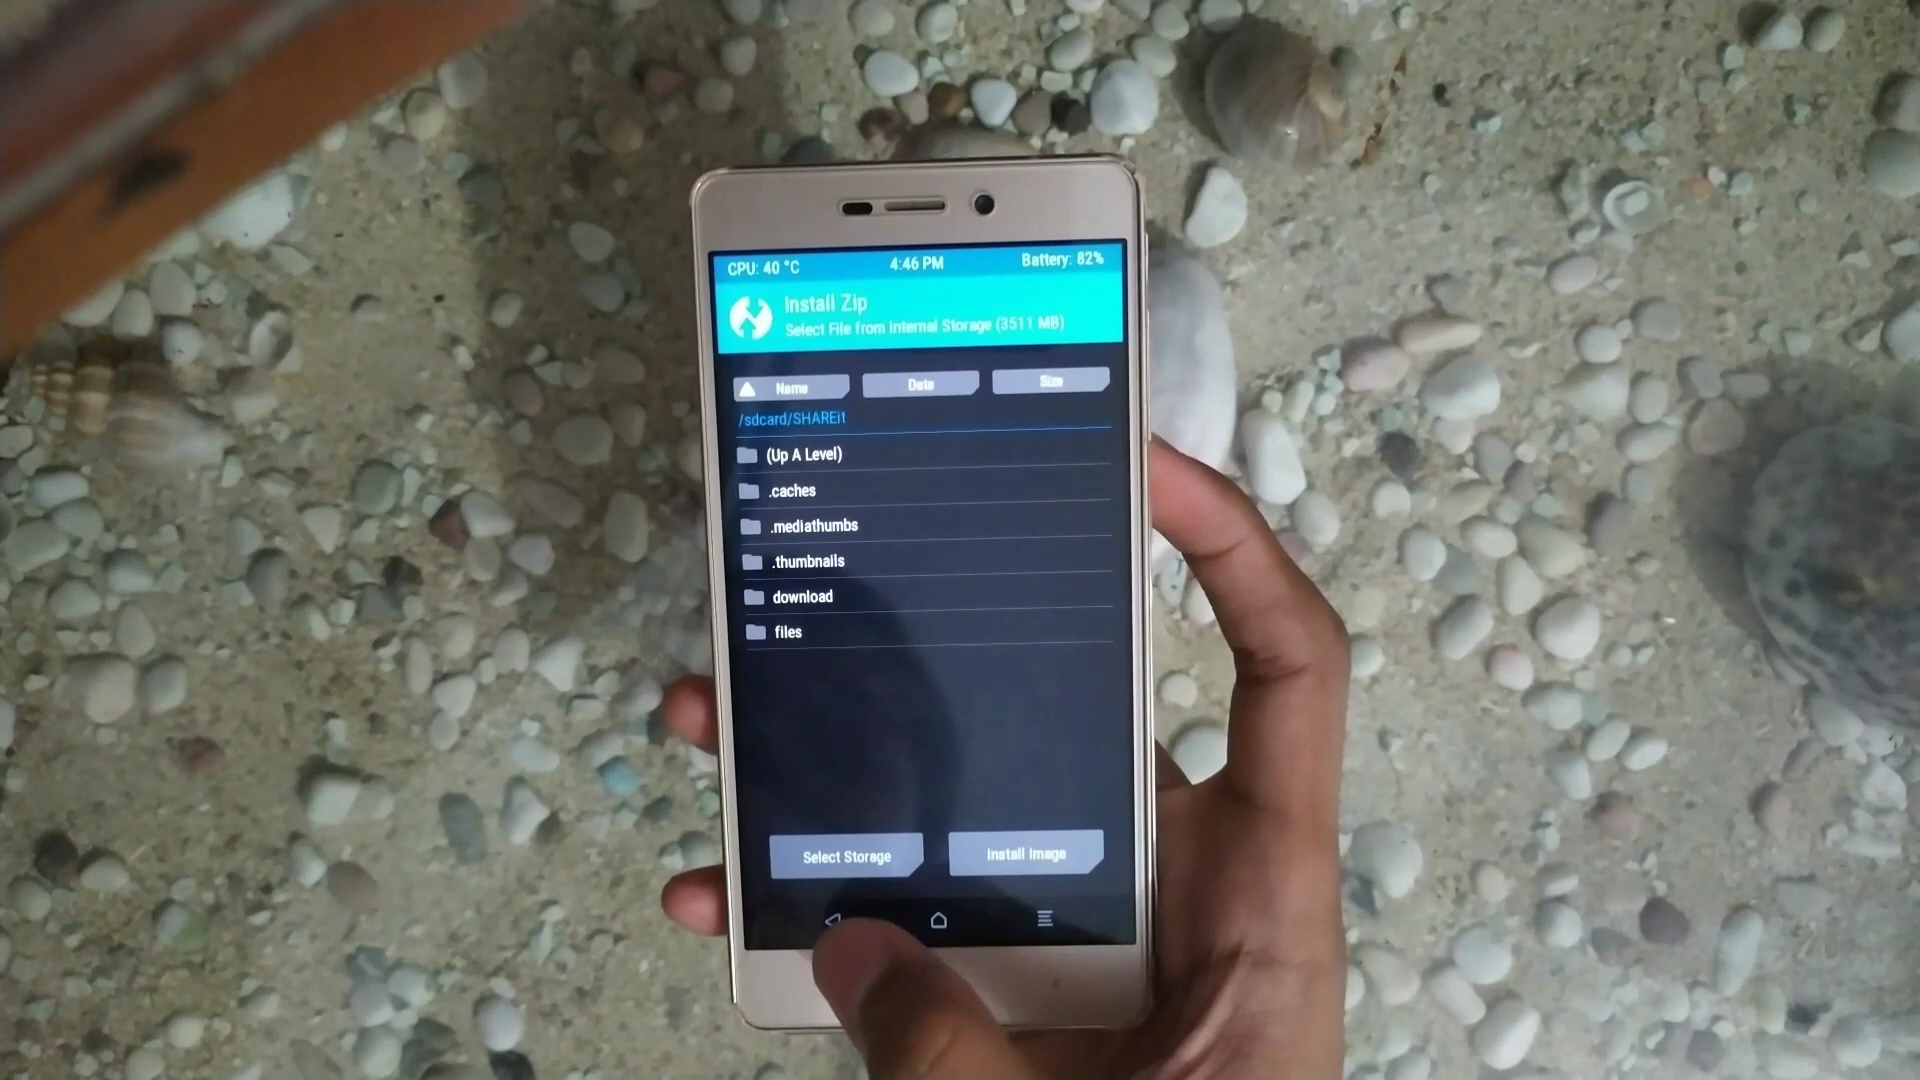 CPU: 40 °C 4:46 PM Battery: 82%
Install Zip
Select File from Internal Storage (3511 MB)
Name Date Size
/sdcard/SHAREit
(Up A Level)
.caches
.mediathumbs
.thumbnails
download
files
Select Storage Install Image